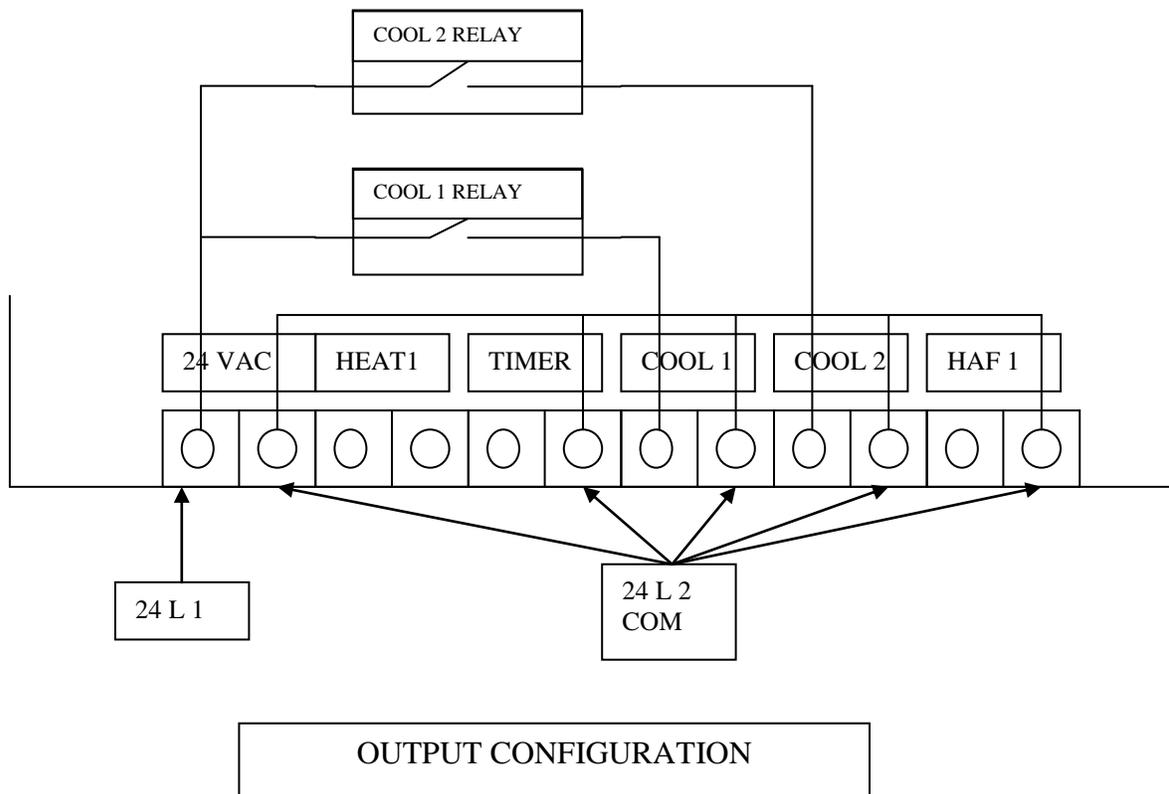 COOL 2 RELAY
COOL 1 RELAY
24 VAC
HEAT1
TIMER
COOL 1
COOL 2
HAF 1
24 L 1
24 L 2
COM
OUTPUT CONFIGURATION